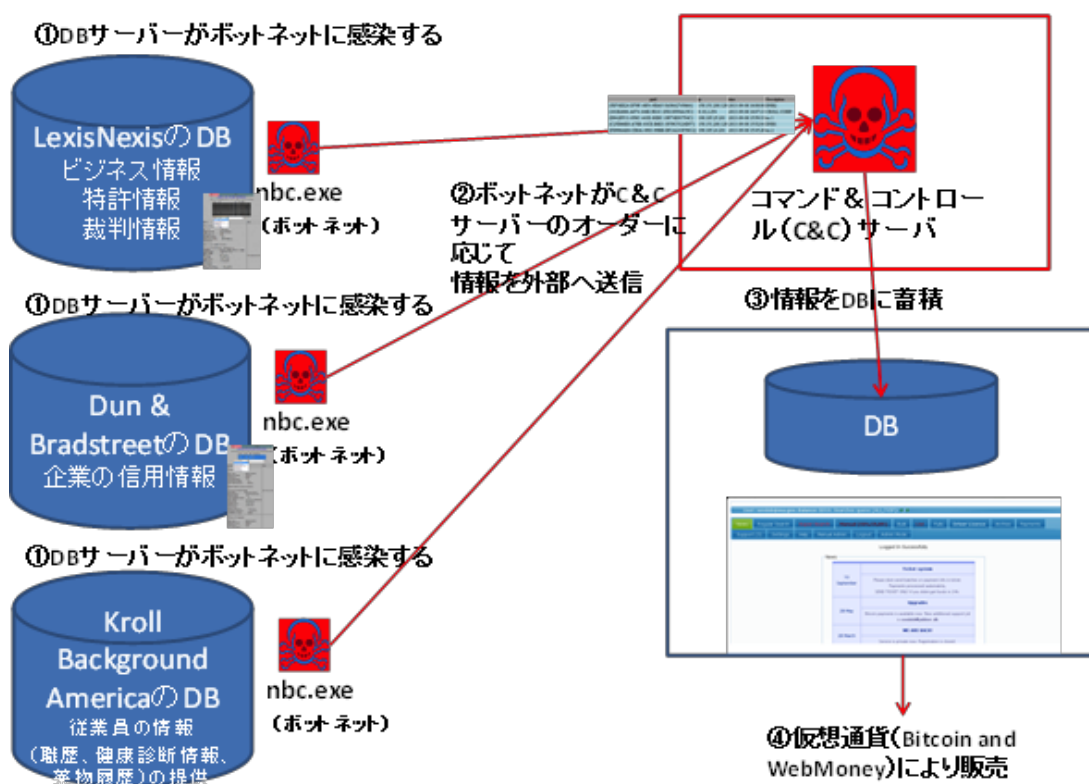 ①DBサーバーがボットネットに感染する
LexisNexisのDB
ビジネス情報
特許情報
裁判情報
nbc.exe
(ボットネット)
②ボットネットがC&C
サーバーのオーダーに
応じて
情報を外部へ送信
コマンド&コントロー
ル(C&C)サーバ
①DBサーバーがボットネットに感染する
Dun &
BradstreetのDB
企業の信用情報
nbc.exe
(ボットネット)
③情報をDBに蓄積
DB
Logged in Successfully
①DBサーバーがボットネットに感染する
Kroll
Background
AmericaのDB
従業員の情報
(職歴、健康診断情報、
薬物履歴)の提供
nbc.exe
(ボットネット)
④仮想通貨(Bitcoin and
WebMoney)により販売